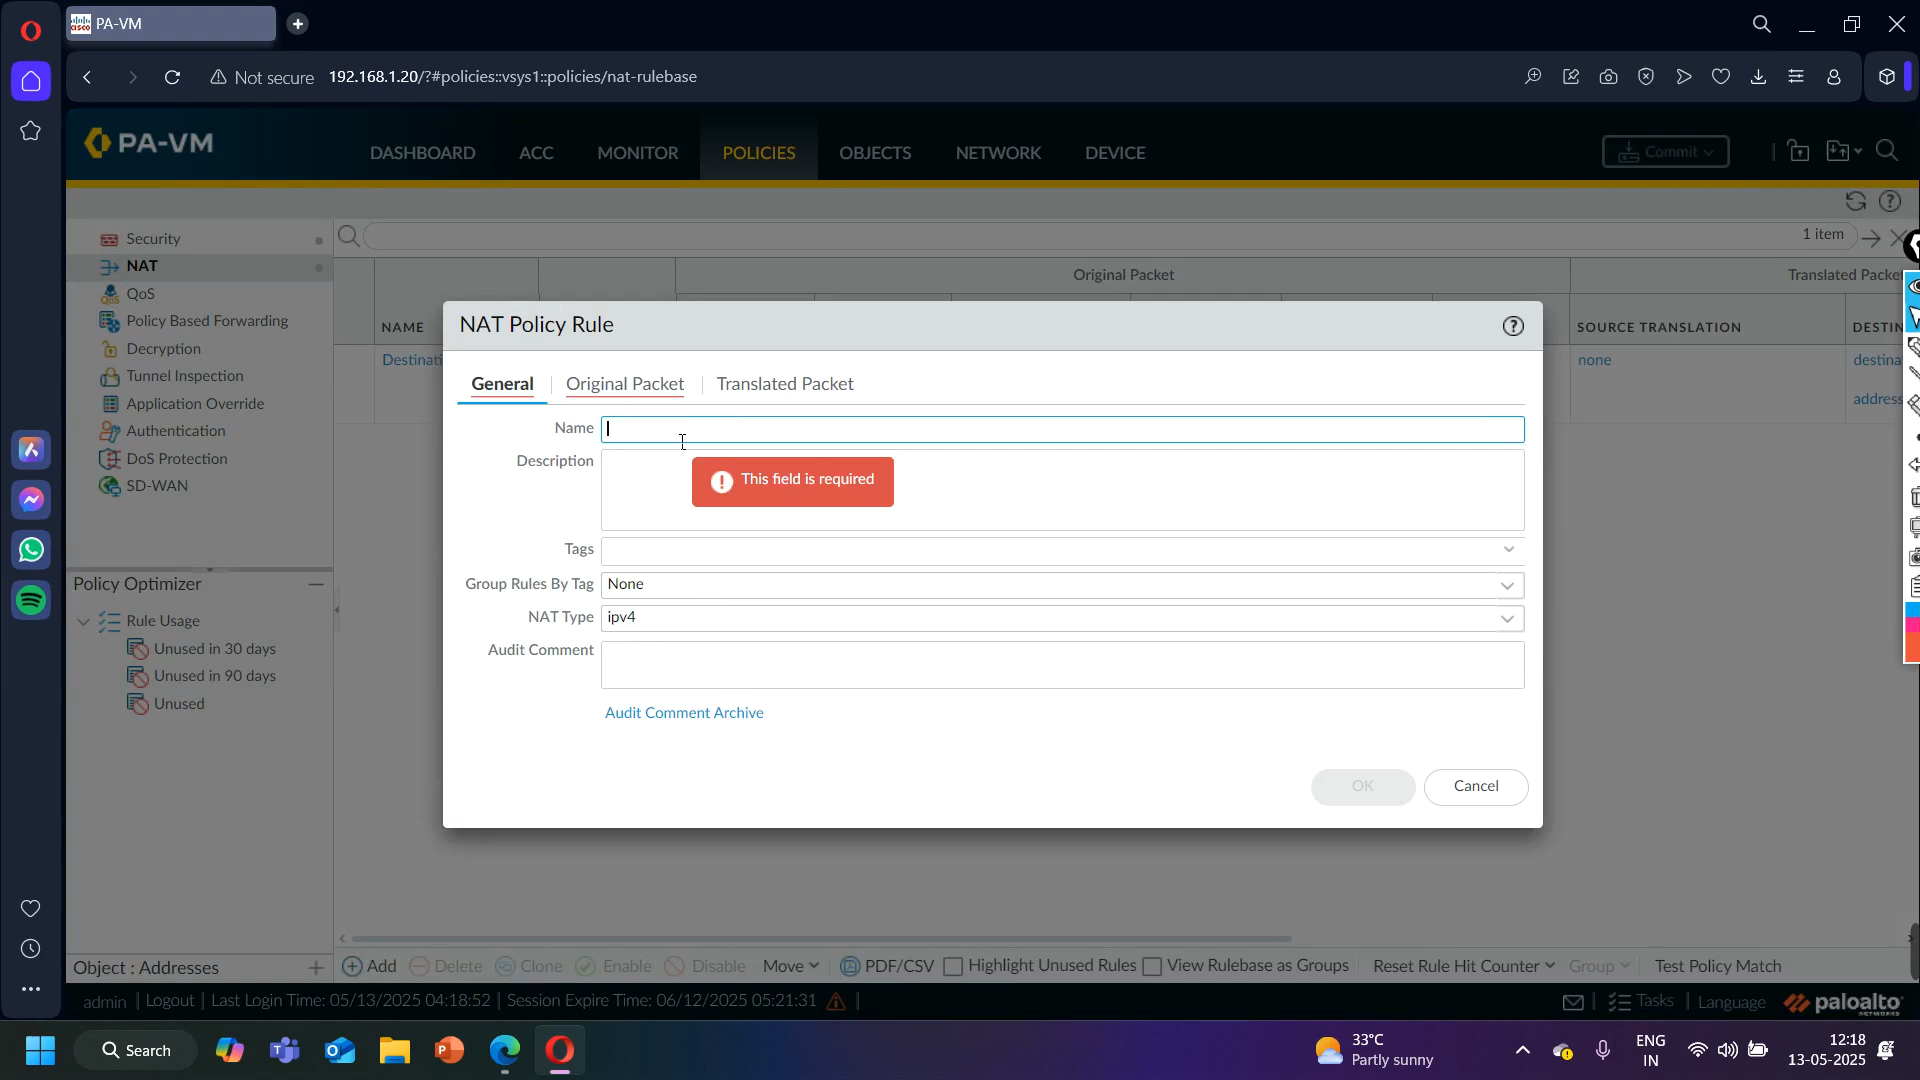 PA-VM
Not secure
192.168.1.20/?#policies::vsys1::policies/nat-rulebase
PA-VM
DASHBOARD
ACC
MONITOR
POLICIES
OBJECTS
NETWORK
DEVICE
Commit
Security
NAT
QoS
Policy Based Forwarding
Decryption
Tunnel Inspection
Application Override
Authentication
DoS Protection
SD-WAN
1 item
Original Packet
Translated Packe
NAME
SOURCE TRANSLATION
DESTIN
Destinati
none
destina
address
NAT Policy Rule
General
Original Packet
Translated Packet
Name
Description
This field is required
Tags
Group Rules By Tag
None
NAT Type
ipv4
Audit Comment
Audit Comment Archive
OK
Cancel
Policy Optimizer
Rule Usage
Unused in 30 days
Unused in 90 days
Unused
Object : Addresses
Add
Delete
Clone
Enable
Disable
Move
PDF/CSV
Highlight Unused Rules
View Rulebase as Groups
Reset Rule Hit Counter
Group
Test Policy Match
admin | Logout | Last Login Time: 05/13/2025 04:18:52 | Session Expire Time: 06/12/2025 05:21:31
Tasks
Language
paloalto
NETWORKS
Search
33°C
Partly sunny
ENG
IN
12:18
13-05-2025